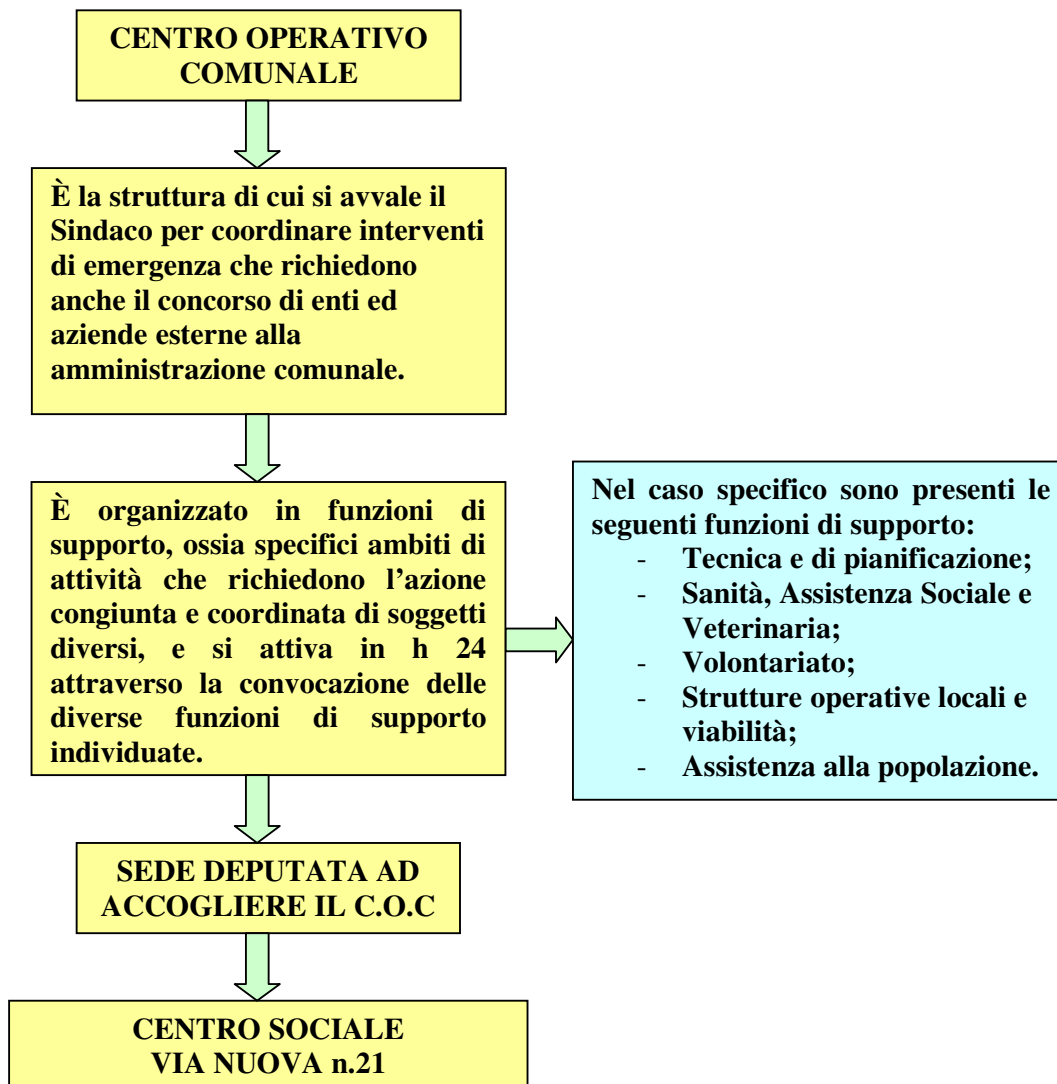 CENTRO OPERATIVO
COMUNALE
È la struttura di cui si avvale il
Sindaco per coordinare interventi
di emergenza che richiedono
anche il concorso di enti ed
aziende esterne alla
amministrazione comunale.
È organizzato in funzioni di
supporto, ossia specifici ambiti di
attività che richiedono l’azione
congiunta e coordinata di soggetti
diversi, e si attiva in h 24
attraverso la convocazione delle
diverse funzioni di supporto
individuate.
Nel caso specifico sono presenti le
seguenti funzioni di supporto:
- Tecnica e di pianificazione;
- Sanità, Assistenza Sociale e
Veterinaria;
- Volontariato;
- Strutture operative locali e
viabilità;
- Assistenza alla popolazione.
SEDE DEPUTATA AD
ACCOGLIERE IL C.O.C
CENTRO SOCIALE
VIA NUOVA n.21